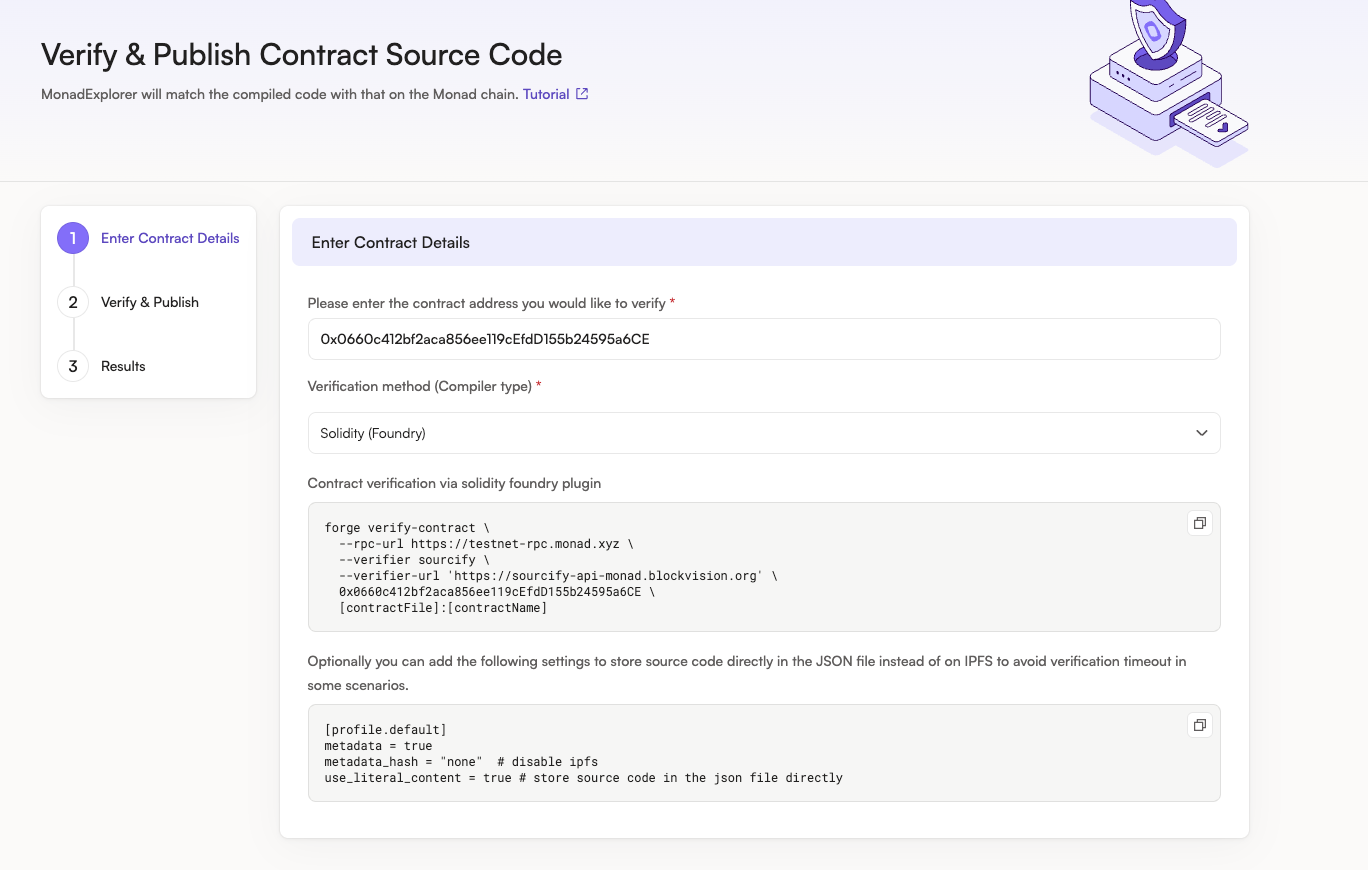 Verify & Publish Contract Source Code
MonadExplorer will match the compiled code with that on the Monad chain. Tutorial
1 Enter Contract Details
2 Verify & Publish
3 Results
Enter Contract Details
Please enter the contract address you would like to verify *
0x0660c412bf2aca856ee119cEfdD155b24595a6CE
Verification method (Compiler type) *
Solidity (Foundry)
Contract verification via solidity foundry plugin
forge verify-contract \
--rpc-url https://testnet-rpc.monad.xyz \
--verifier sourcify \
--verifier-url 'https://sourcify-api-monad.blockvision.org' \
0x0660c412bf2aca856ee119cEfdD155b24595a6CE \
[contractFile]:[contractName]
Optionally you can add the following settings to store source code directly in the JSON file instead of on IPFS to avoid verification timeout in
some scenarios.
[profile.default]
metadata = true
metadata_hash = "none"  # disable ipfs
use_literal_content = true # store source code in the json file directly